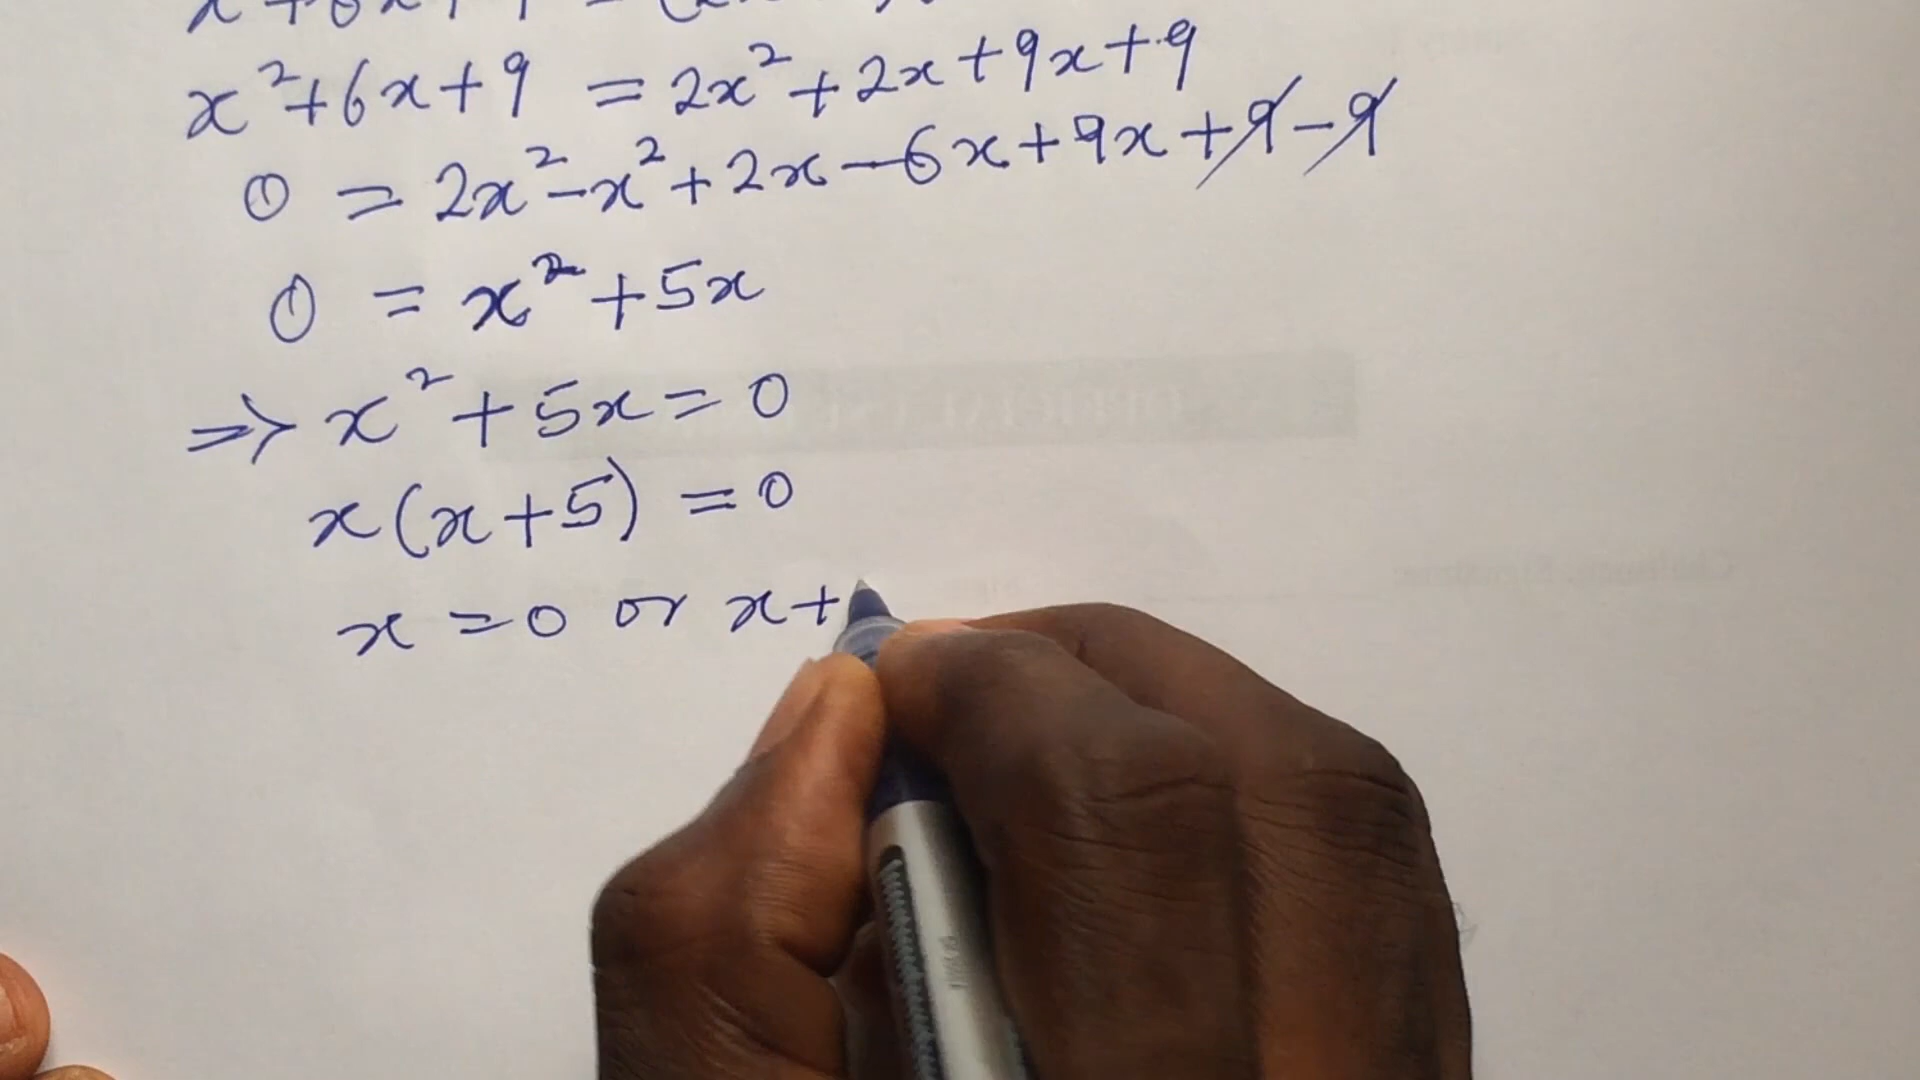 x²+6x+9 = 2x²+2x+9x+9
0 = 2x²-x²+2x-6x+9x+9-9
0 = x²+5x
=> x²+5x=0
x(x+5)=0
x=0 or x+